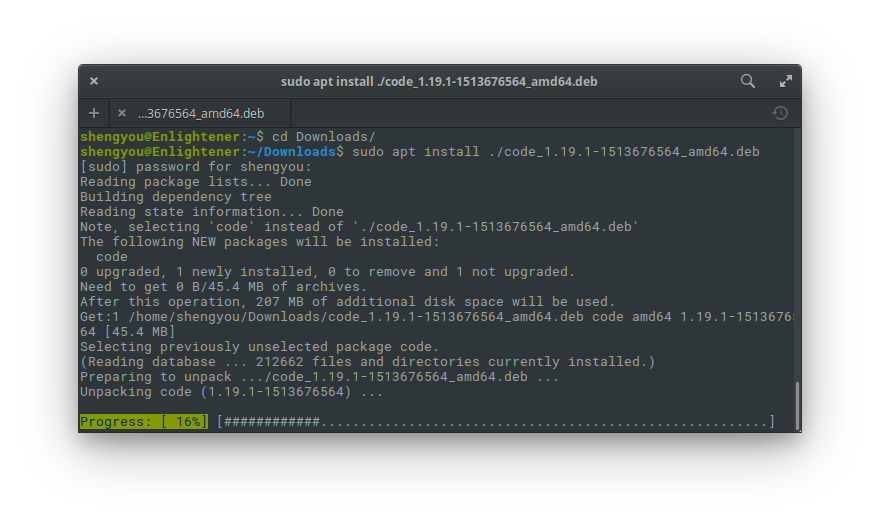 sudo apt install ./code_1.19.1-1513676564_amd64.deb
...3676564_amd64.deb
shengyou@Enlightener:~$ cd Downloads/
shengyou@Enlightener:~/Downloads$ sudo apt install ./code_1.19.1-1513676564_amd64.deb
[sudo] password for shengyou:
Reading package lists... Done
Building dependency tree
Reading state information... Done
Note, selecting 'code' instead of './code_1.19.1-1513676564_amd64.deb'
The following NEW packages will be installed:
  code
0 upgraded, 1 newly installed, 0 to remove and 1 not upgraded.
Need to get 0 B/45.4 MB of archives.
After this operation, 207 MB of additional disk space will be used.
Get:1 /home/shengyou/Downloads/code_1.19.1-1513676564_amd64.deb code amd64 1.19.1-15136765
64 [45.4 MB]
Selecting previously unselected package code.
(Reading database ... 212662 files and directories currently installed.)
Preparing to unpack .../code_1.19.1-1513676564_amd64.deb ...
Unpacking code (1.19.1-1513676564) ...
Progress: [ 16%] [############........................................................]